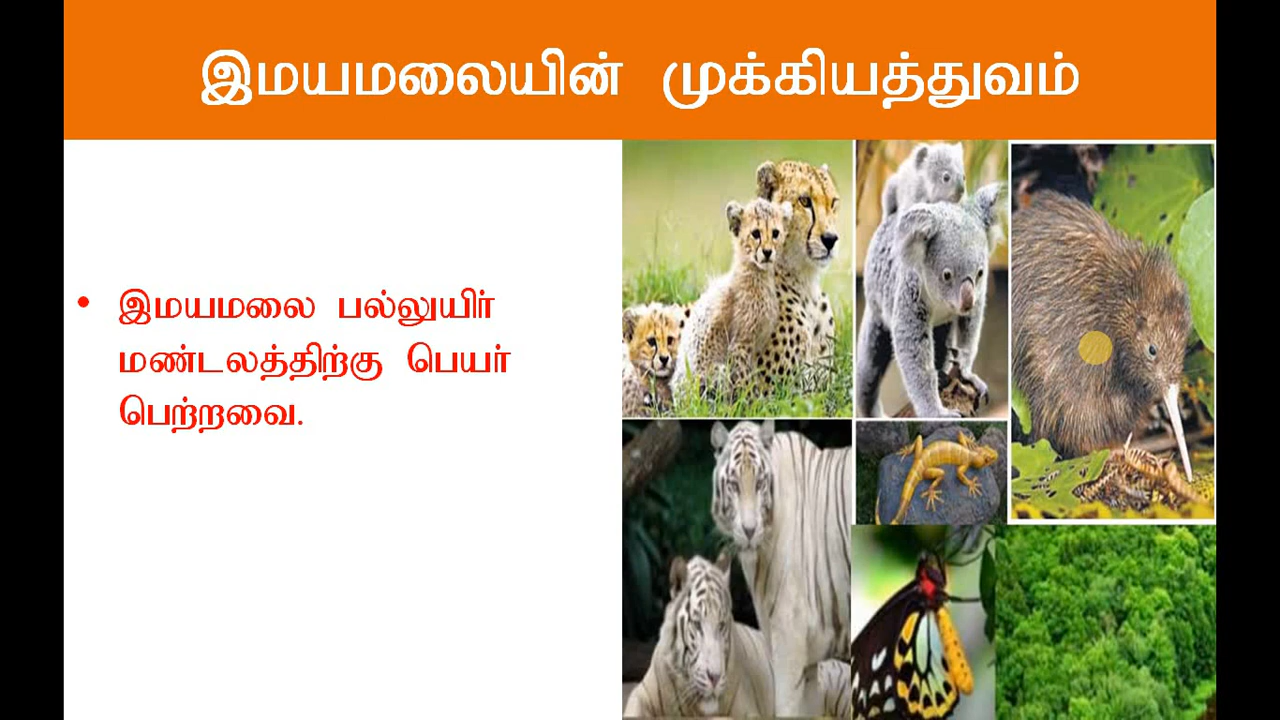 இமயமலையின் முக்கியத்துவம்
• இமயமலை பல்லுயிர்
மண்டலத்திற்கு பெயர்
பெற்றவை.